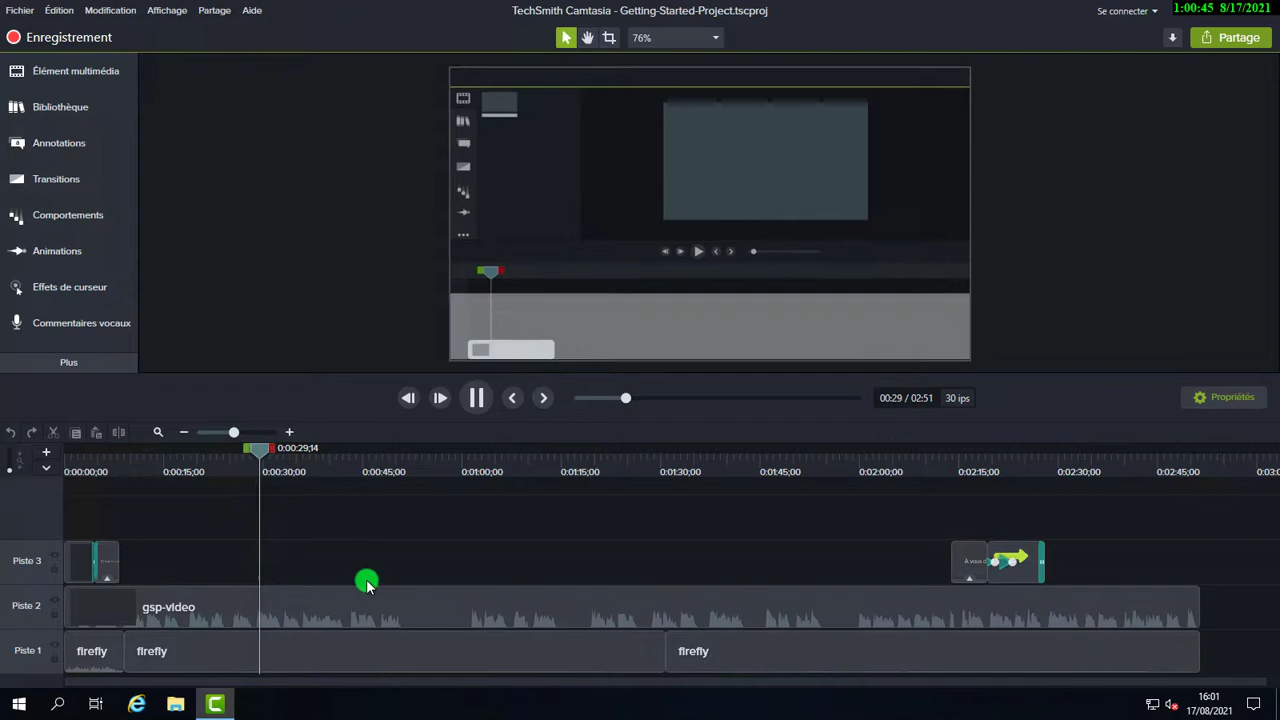 Fichier Édition Modification Affichage Partage Aide
TechSmith Camtasia - Getting-Started-Project.tscproj
Se connecter
1:00:45 8/17/2021
Enregistrement
76%
Partage
Élément multimédia
Bibliothèque
Annotations
Transitions
Comportements
Animations
Effets de curseur
Commentaires vocaux
Plus
00:29 / 02:51 30 ips
Propriétés
0:00:29;14
0:00:00;00 0:00:15;00 0:00:30;00 0:00:45;00 0:01:00;00 0:01:15;00 0:01:30;00 0:01:45;00 0:02:00;00 0:02:15;00 0:02:30;00 0:02:45;00
Piste 3
À vous
Piste 2
gsp-video
Piste 1
firefly
firefly
firefly
16:01
17/08/2021